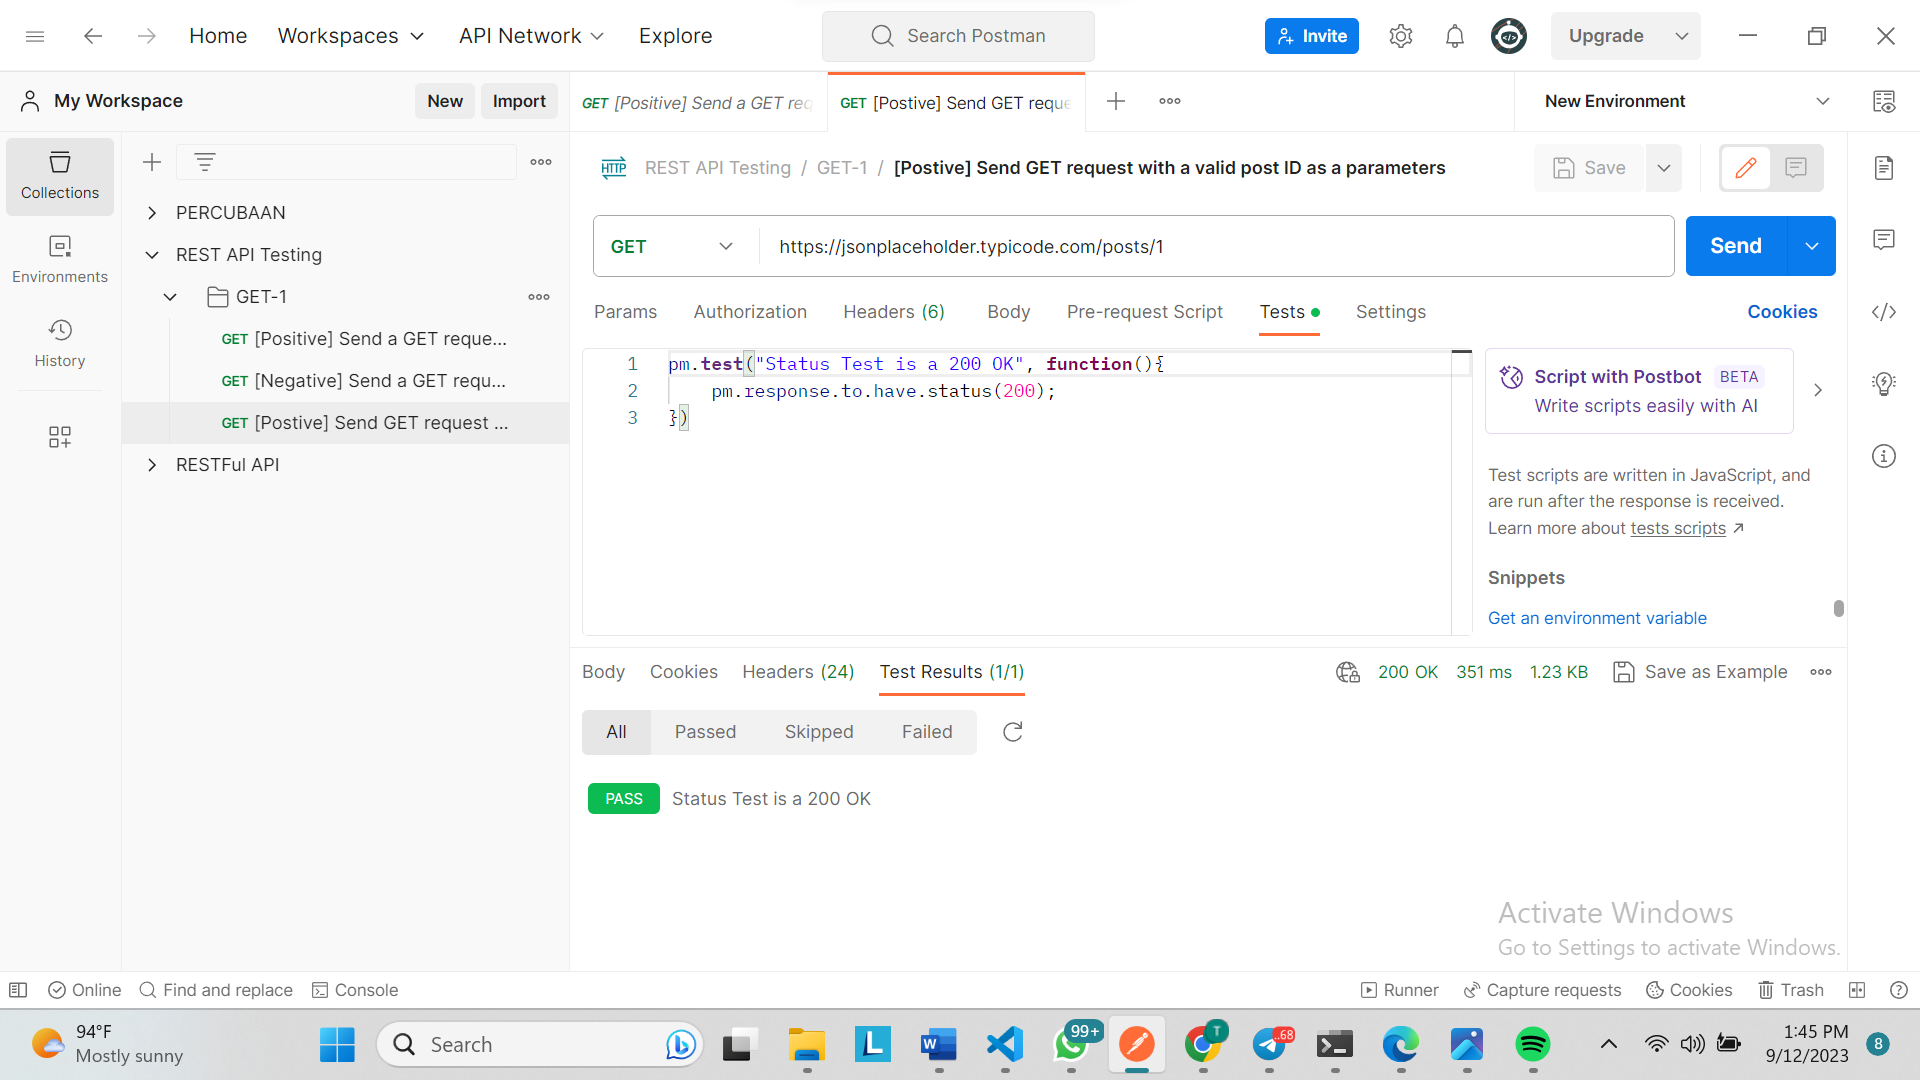 Home Workspaces API Network Explore Search Postman Invite Upgrade
My Workspace New Import
GET [Positive] Send a GET req GET [Postive] Send GET reque New Environment
Collections
Environments
History
PERCUBAAN
REST API Testing
GET-1
GET [Positive] Send a GET reque...
GET [Negative] Send a GET requ...
GET [Postive] Send GET request ...
RESTFul API
HTTP REST API Testing / GET-1 / [Postive] Send GET request with a valid post ID as a parameters Save
GET https://jsonplaceholder.typicode.com/posts/1 Send
Params Authorization Headers (6) Body Pre-request Script Tests Settings Cookies
1 pm.test("Status Test is a 200 OK", function(){
2 pm.response.to.have.status(200);
3 })
Script with Postbot BETA
Write scripts easily with AI
Test scripts are written in JavaScript, and
are run after the response is received.
Learn more about tests scripts ↗
Snippets
Get an environment variable
Body Cookies Headers (24) Test Results (1/1) 200 OK 351 ms 1.23 KB Save as Example
All Passed Skipped Failed
PASS Status Test is a 200 OK
Activate Windows
Go to Settings to activate Windows.
Online Find and replace Console Runner Capture requests Cookies Trash
94°F
Mostly sunny
Search
L
W
99+
T
..68
1:45 PM
9/12/2023
8